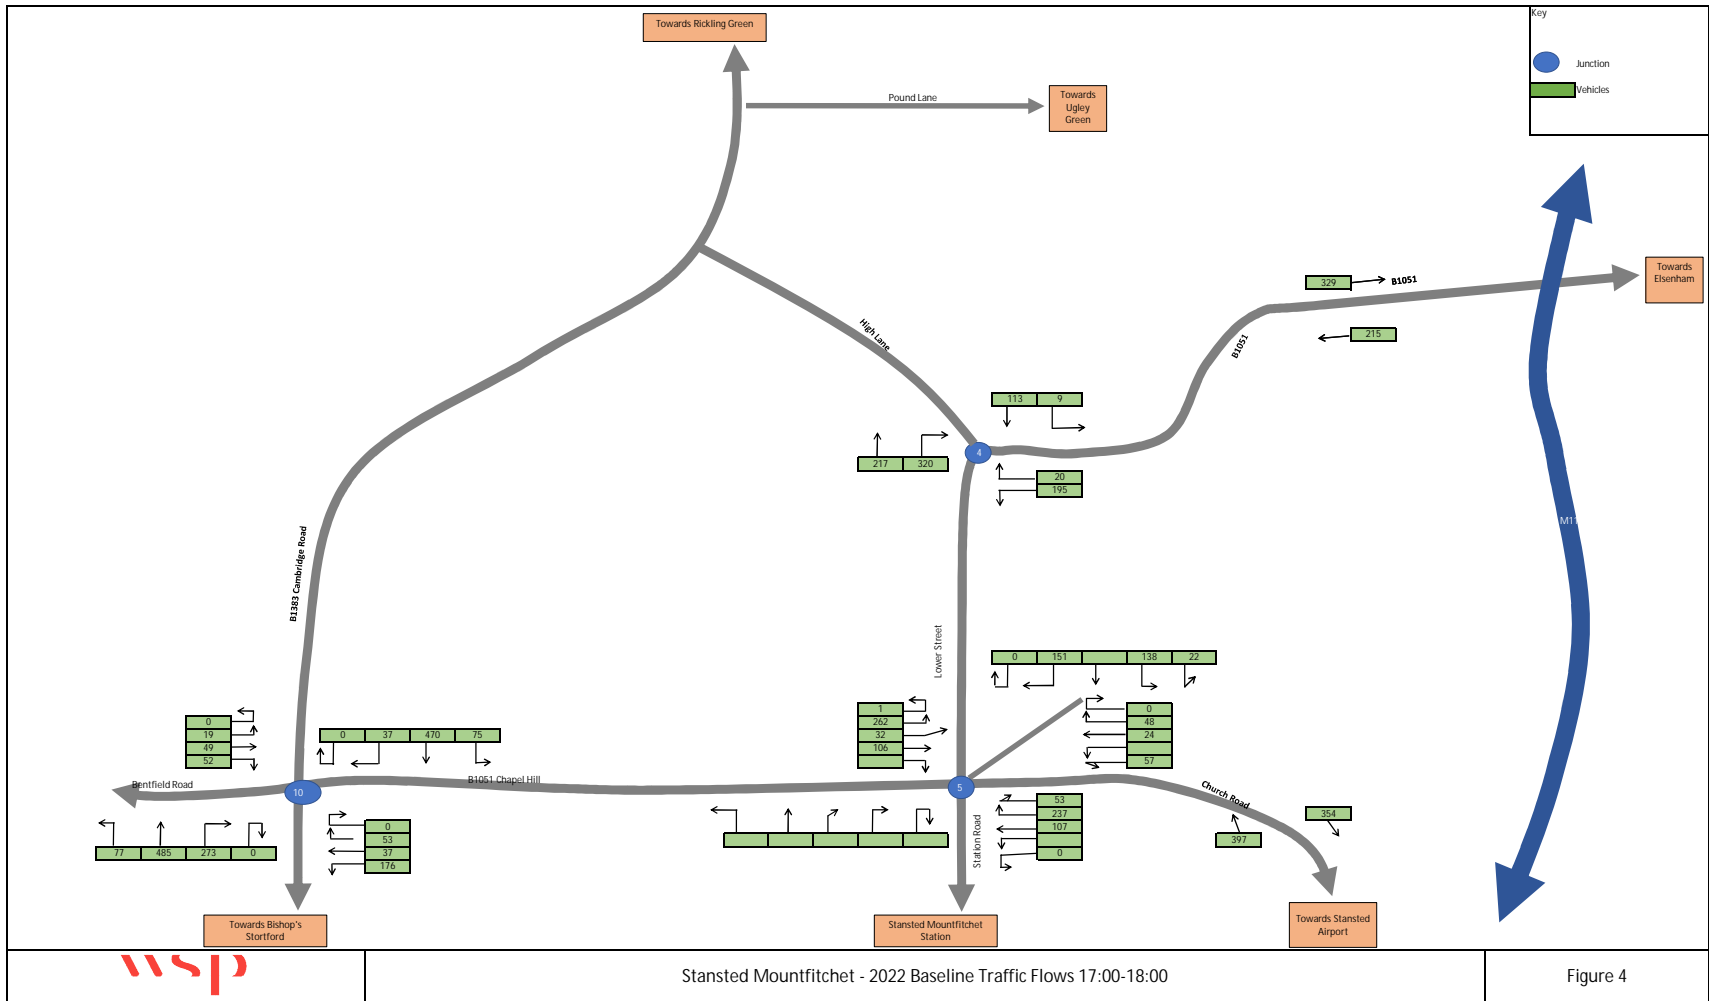 Key
Junction
Vehicles
Towards Rickling Green
Pound Lane
Towards
Ugley
Green
Towards
Elsenham
329
B1051
215
B1051
High Lane
113 9
217 320
4
20
195
M11
B1383 Cambridge Road
Lower Street
0 151 138 22
0
19
49
52
0 37 470 75
1
262
32
106
0
48
24
57
Bentfield Road
10
B1051 Chapel Hill
5
Church Road
77 485 273 0
0
53
37
176
Station Road
53
237
107
0
354
397
Towards Bishop's
Stortford
Stansted Mountfitchet
Station
Towards Stansted
Airport
wsp
Stansted Mountfitchet - 2022 Baseline Traffic Flows 17:00-18:00
Figure 4